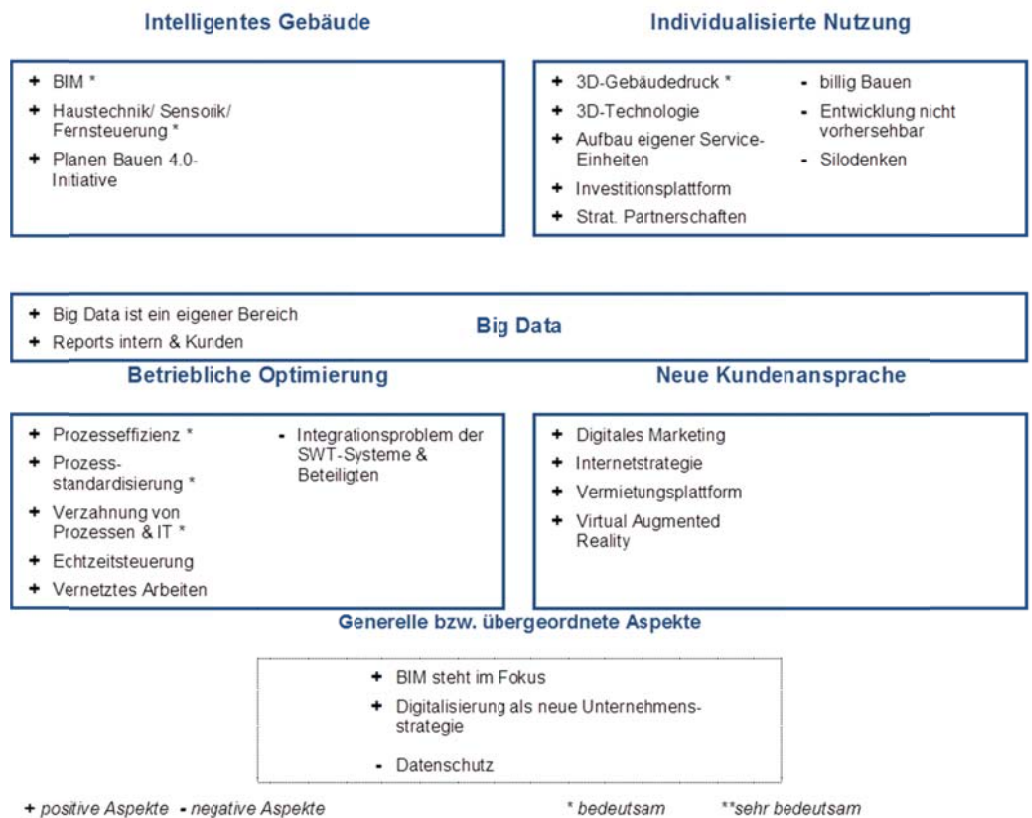 Intelligentes Gebäude
+ BIM *
+ Haustechnik/ Sensorik/
Fernsteuerung *
+ Planen Bauen 4.0-
Initiative
Individualisierte Nutzung
+ 3D-Gebäudedruck *
+ 3D-Technologie
+ Aufbau eigener Service-
Einheiten
+ Investitionsplattform
+ Strat. Partnerschaften
- billig Bauen
- Entwicklung nicht
vorhersehbar
- Silodenken
+ Big Data ist ein eigener Bereich
+ Reports intern & Kunden
Big Data
Betriebliche Optimierung
+ Prozesseffizienz *
+ Prozess-
standardisierung *
+ Verzahnung von
Prozessen & IT *
+ Echtzeitsteuerung
+ Vernetztes Arbeiten
- Integrationsproblem der
SWT-Systeme &
Beteiligten
Neue Kundenansprache
+ Digitales Marketing
+ Internetstrategie
+ Vermietungsplattform
+ Virtual Augmented
Reality
Generelle bzw. übergeordnete Aspekte
+ BIM steht im Fokus
+ Digitalisierung als neue Unternehmens-
strategie
- Datenschutz
+ positive Aspekte - negative Aspekte * bedeutsam **sehr bedeutsam